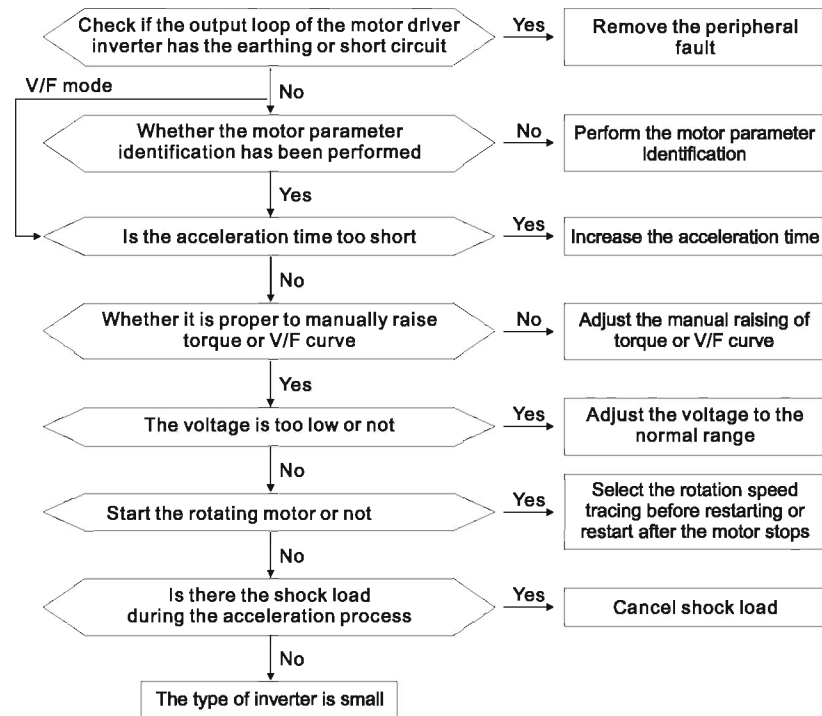 Check if the output loop of the motor driver
inverter has the earthing or short circuit
Yes
Remove the peripheral
fault
V/F mode
No
Whether the motor parameter
identification has been performed
No
Perform the motor parameter
Identification
Yes
Is the acceleration time too short
Yes
Increase the acceleration time
No
Whether it is proper to manually raise
torque or V/F curve
No
Adjust the manual raising of
torque or V/F curve
Yes
The voltage is too low or not
Yes
Adjust the voltage to the
normal range
No
Start the rotating motor or not
Yes
Select the rotation speed
tracing before restarting or
restart after the motor stops
No
Is there the shock load
during the acceleration process
Yes
Cancel shock load
No
The type of inverter is small